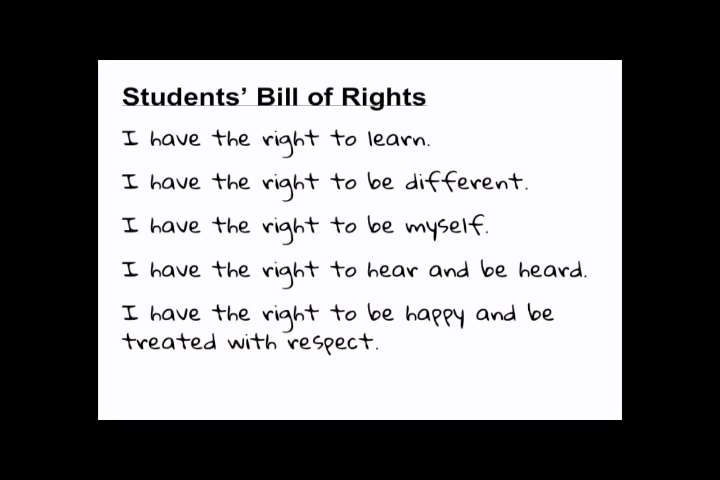 Students’ Bill of Rights
I have the right to learn.
I have the right to be different.
I have the right to be myself.
I have the right to hear and be heard.
I have the right to be happy and be
treated with respect.